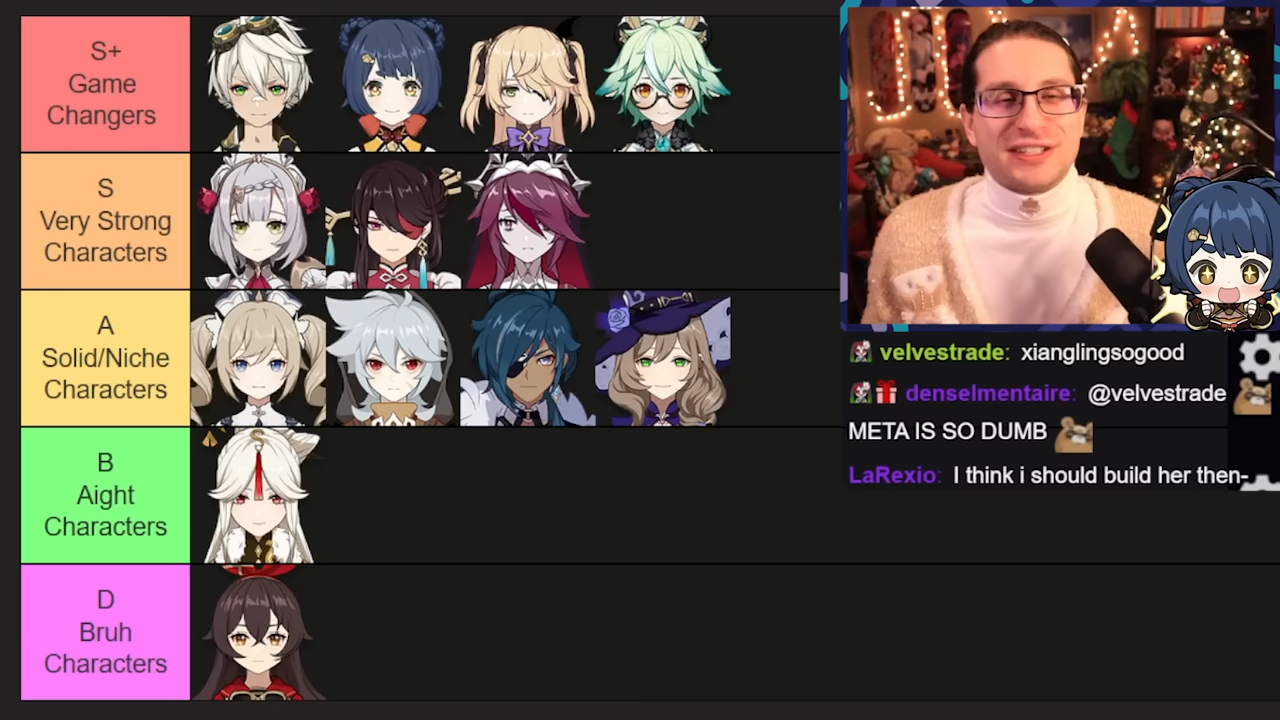 S+
Game
Changers
S
Very Strong
Characters
A
Solid/Niche
Characters
B
Aight
Characters
D
Bruh
Characters
velvestrade: xianglingsogood
denselmentaire: @velvestrade
META IS SO DUMB
LaRexio: I think i should build her then-